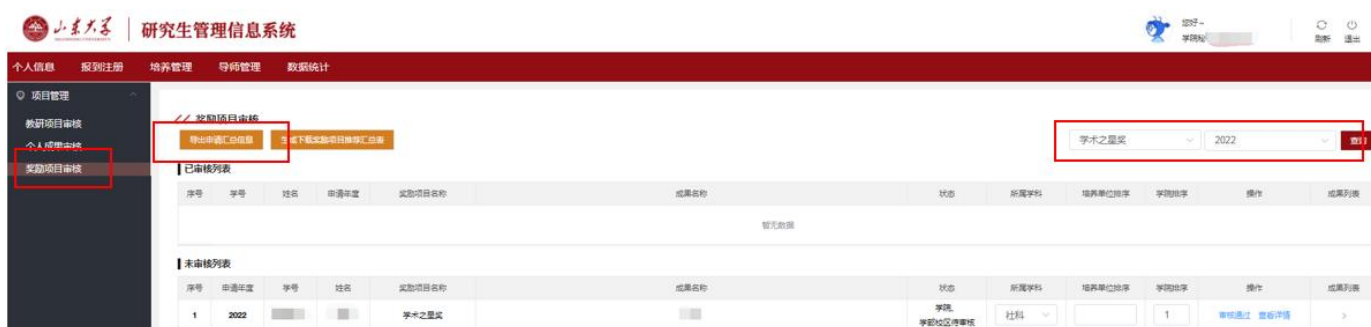 山东大学 研究生管理信息系统
您好~
学院秘
刷新 退出
个人信息 报到注册 培养管理 导师管理 数据统计
项目管理
教研项目审核
个人成果审核
奖励项目审核
奖励项目审核
导出申请汇总信息 生成下载奖励项目推荐汇总表
学术之星奖 2022 查询
已审核列表
序号 学号 姓名 申请年度 奖励项目名称 成果名称 状态 所属学科 培养单位排序 学院排序 操作 成果列表
暂无数据
未审核列表
序号 申请年度 学号 姓名 奖励项目名称 成果名称 状态 所属学科 培养单位排序 学院排序 操作 成果列表
1 2022 学术之星奖 学院, 社科 1 审核通过 查看详情
学部校区待审核